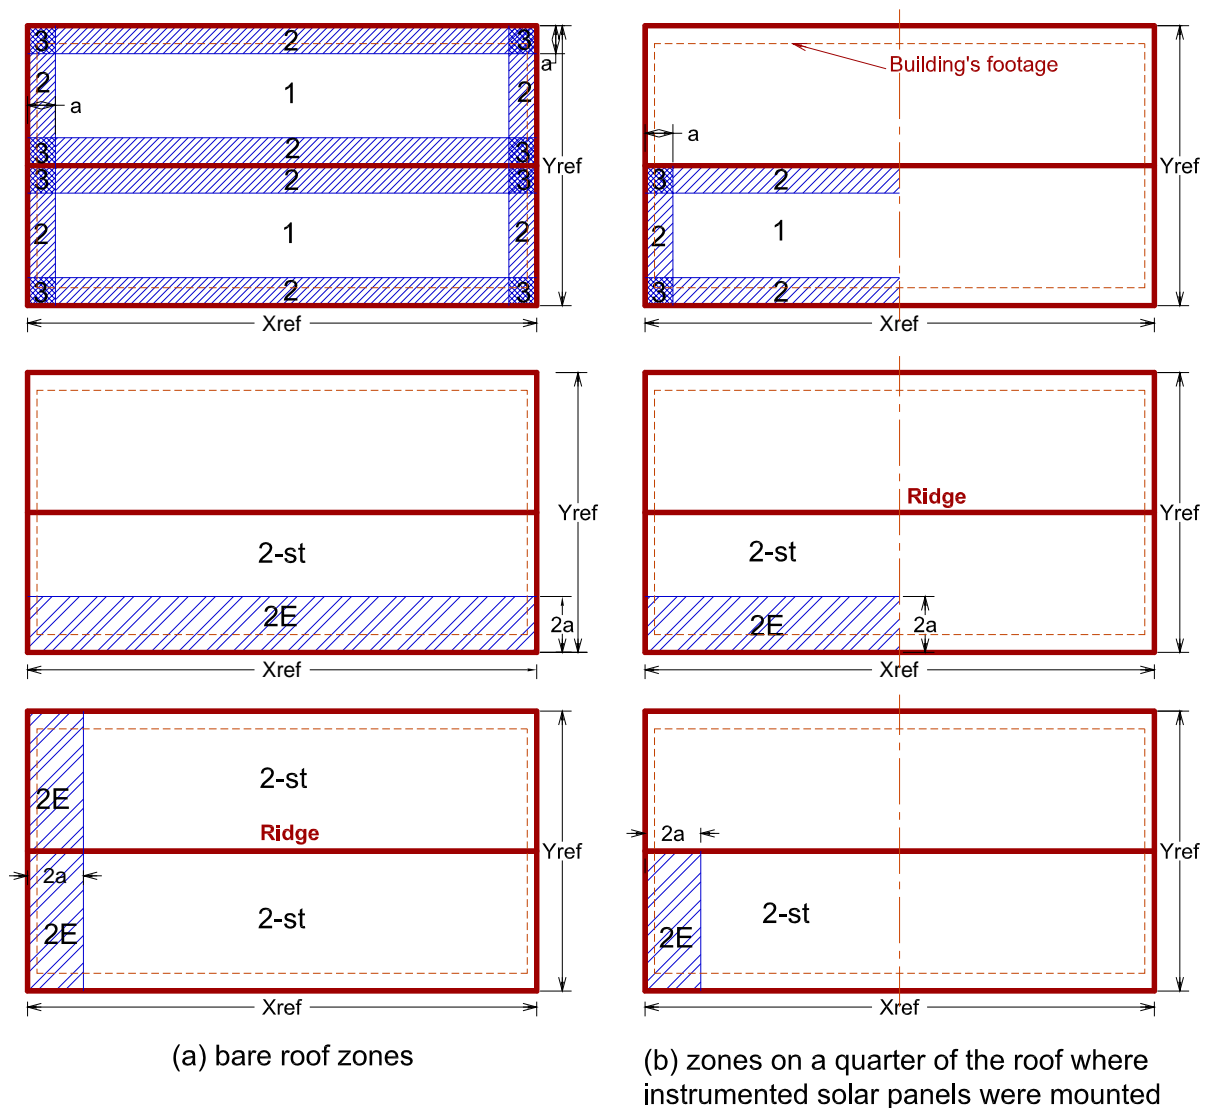 3 2 3
a
2 1 2
a
3 2 3
Yref
3 2 3
2 1 2
3 2 3
Xref
Building's footage
a
Yref
3 2
2 1
3 2
Xref
Yref
2-st
2E
2a
Xref
Ridge
Yref
2-st
2E
2a
Xref
2-st
2E
Ridge
Yref
2a
2-st
2E
Xref
2a
Yref
2-st
2E
Xref
(a) bare roof zones
(b) zones on a quarter of the roof where
instrumented solar panels were mounted